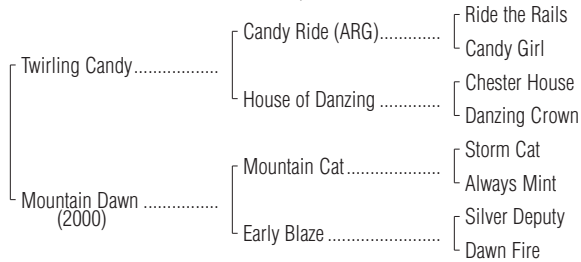 Ride the Rails
Candy Ride (ARG).............
Candy Girl
Twirling Candy..................
Chester House
House of Danzing .............
Danzing Crown
Storm Cat
Mountain Cat....................
Always Mint
Mountain Dawn ................
(2000)
Silver Deputy
Early Blaze ........................
Dawn Fire